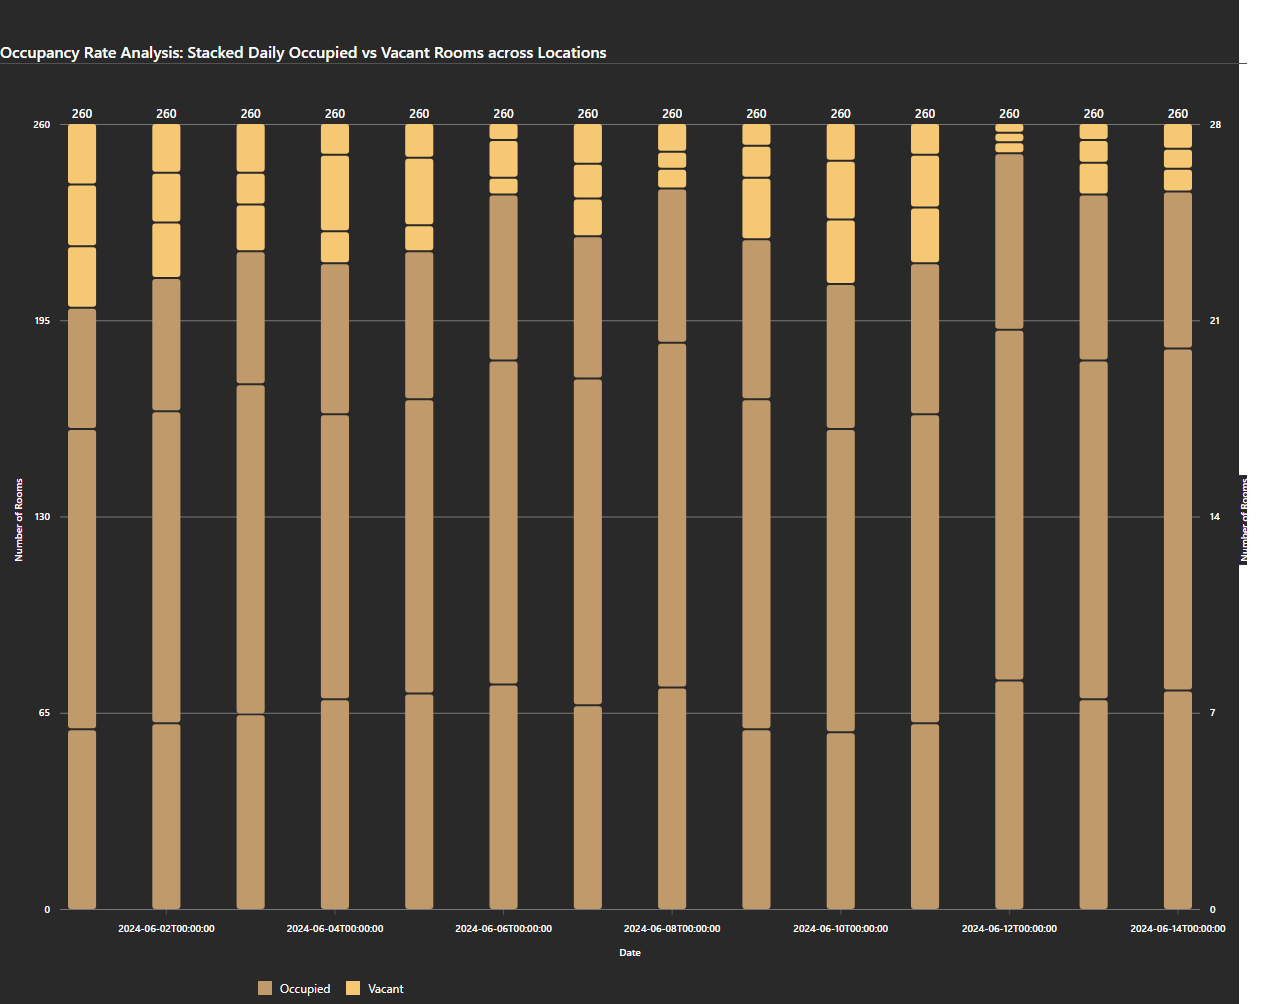 Occupancy Rate Analysis: Stacked Daily Occupied vs Vacant Rooms across Locations
260 260 260 260 260 260 260 260 260 260 260 260 260 260
260 28
195 21
130 14
65 7
0 0
Number of Rooms
Number of Rooms
2024-06-02T00:00:00 2024-06-04T00:00:00 2024-06-06T00:00:00 2024-06-08T00:00:00 2024-06-10T00:00:00 2024-06-12T00:00:00 2024-06-14T00:00:00
Date
Occupied Vacant